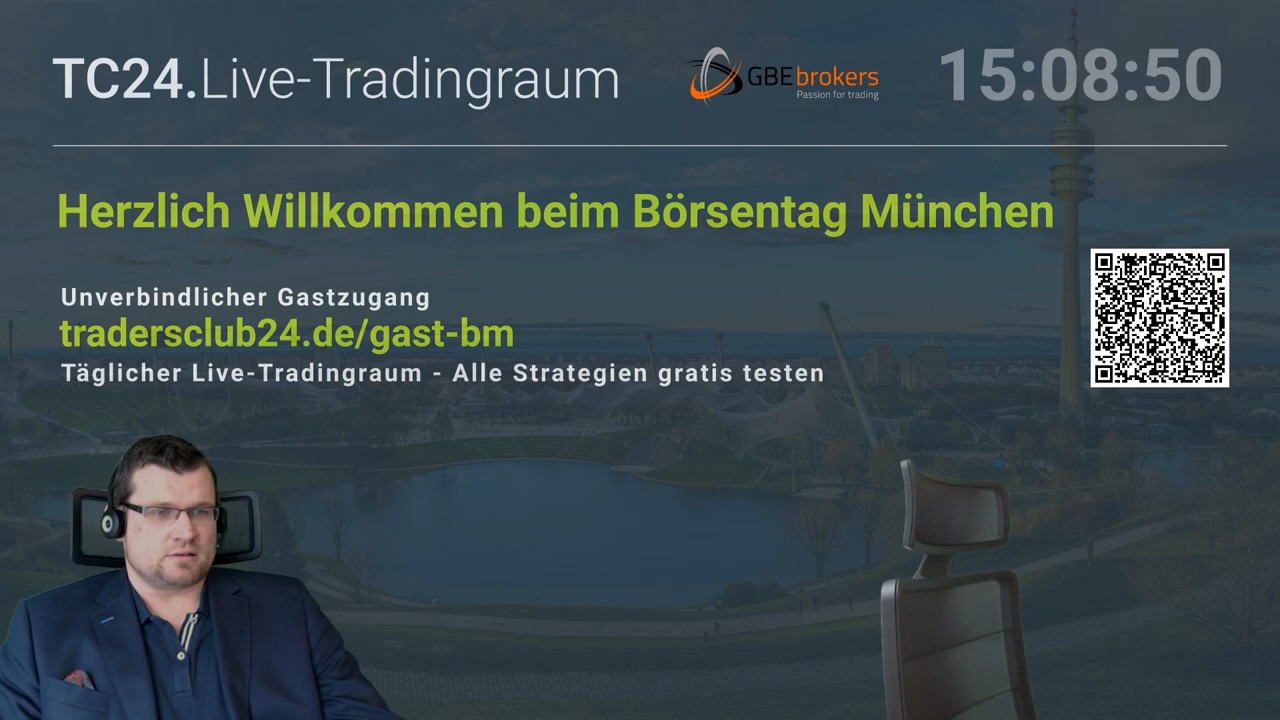 TC24.Live-Tradingraum
GBEbrokers
Passion for trading
15:08:50
Herzlich Willkommen beim Börsentag München
Unverbindlicher Gastzugang
tradersclub24.de/gast-bm
Täglicher Live-Tradingraum - Alle Strategien gratis testen